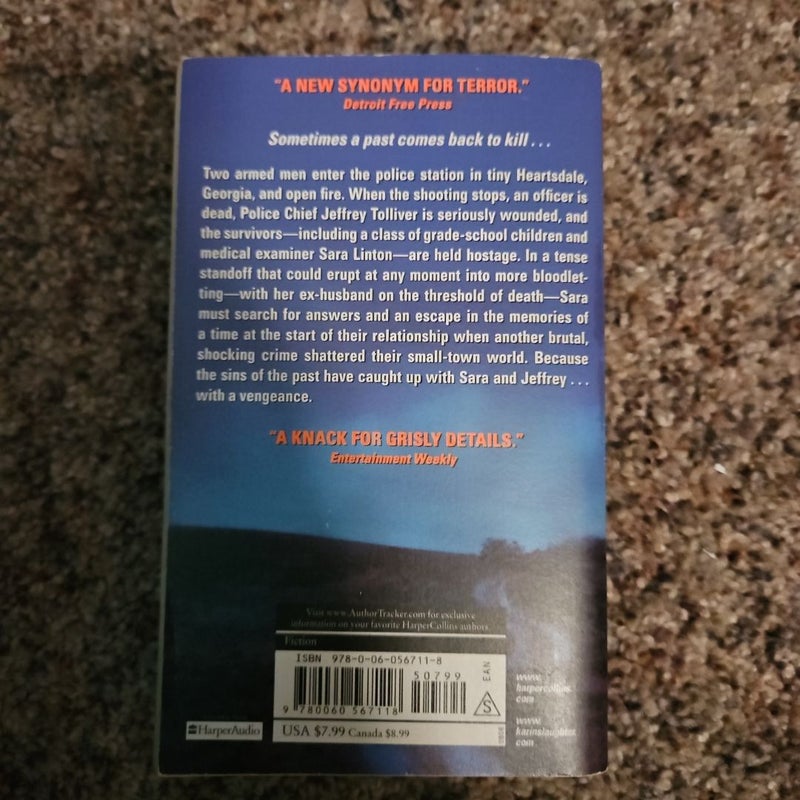 "A NEW SYNONYM FOR TERROR."
Detroit Free Press
Sometimes a past comes back to kill . . .
Two armed men enter the police station in tiny Heartsdale,
Georgia, and open fire. When the shooting stops, an officer is
dead, Police Chief Jeffrey Tolliver is seriously wounded, and
the survivors—including a class of grade-school children and
medical examiner Sara Linton—are held hostage. In a tense
standoff that could erupt at any moment into more bloodlet-
ting—with her ex-husband on the threshold of death—Sara
must search for answers and an escape in the memories of
a time at the start of their relationship when another brutal,
shocking crime shattered their small-town world. Because
the sins of the past have caught up with Sara and Jeffrey . . .
with a vengeance.
"A KNACK FOR GRISLY DETAILS."
Entertainment Weekly
Visit www.AuthorTracker.com for exclusive
information on your favorite HarperCollins authors.
Fiction
ISBN 978-0-06-056711-8
50799
EAN
S
9 780060 567118
USA $7.99 Canada $8.99
HarperAudio
www.
harpercollins.
com
www.
karinslaughter.
com